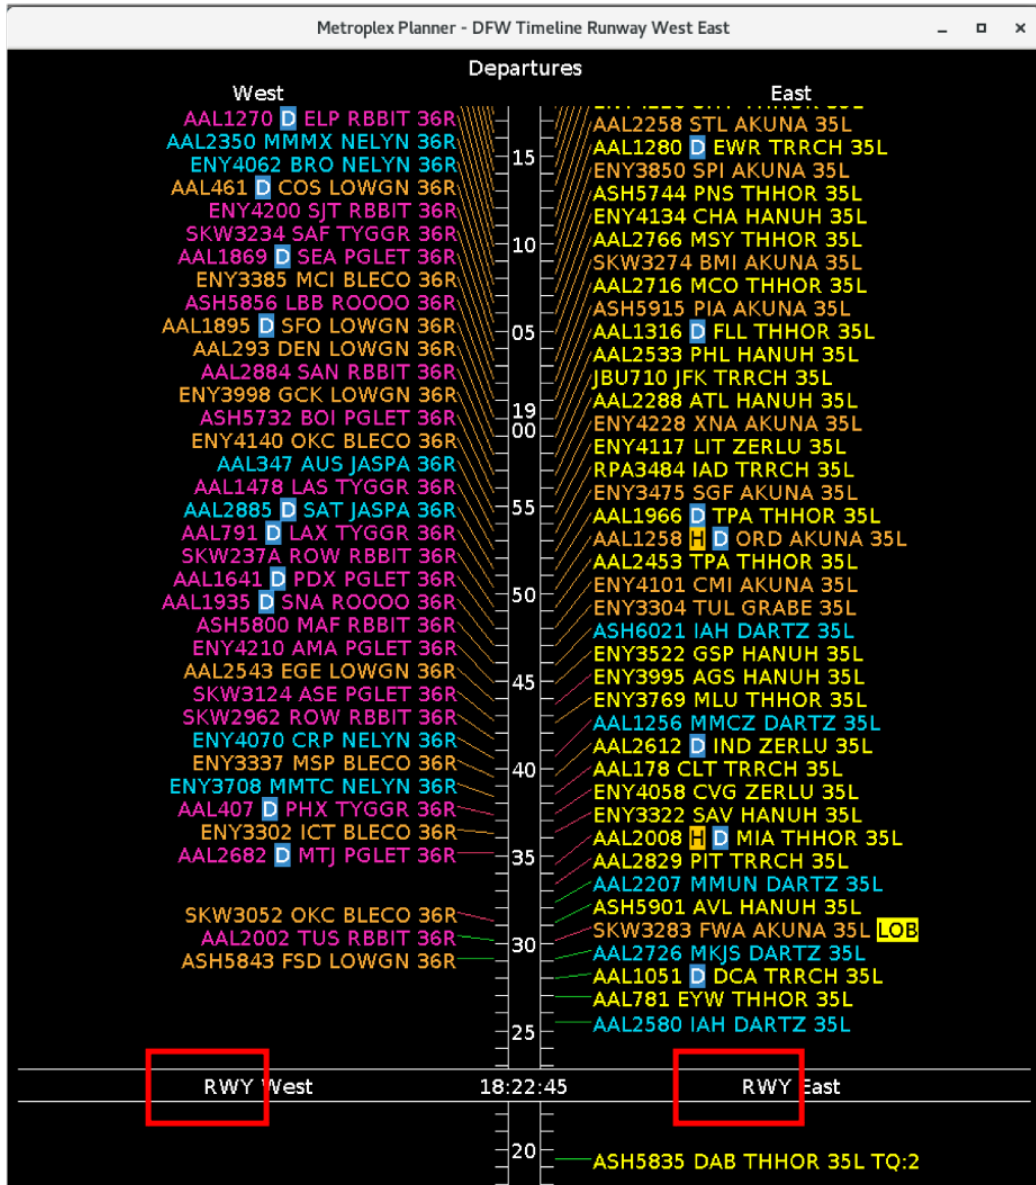 Metroplex Planner - DFW Timeline Runway West East
Departures
West
East
AAL1270 D ELP RBBIT 36R
AAL2350 MMMX NELYN 36R
ENY4062 BRO NELYN 36R
AAL461 D COS LOWGN 36R
ENY4200 SJT RBBIT 36R
SKW3234 SAF TYGGR 36R
AAL1869 D SEA PGLET 36R
ENY3385 MCI BLECO 36R
ASH5856 LBB ROOOO 36R
AAL1895 D SFO LOWGN 36R
AAL293 DEN LOWGN 36R
AAL2884 SAN RBBIT 36R
ENY3998 GCK LOWGN 36R
ASH5732 BOI PGLET 36R
ENY4140 OKC BLECO 36R
AAL347 AUS JASPA 36R
AAL1478 LAS TYGGR 36R
AAL2885 D SAT JASPA 36R
AAL791 D LAX TYGGR 36R
SKW237A ROW RBBIT 36R
AAL1641 D PDX PGLET 36R
AAL1935 D SNA ROOOO 36R
ASH5800 MAF RBBIT 36R
ENY4210 AMA PGLET 36R
AAL2543 EGE LOWGN 36R
SKW3124 ASE PGLET 36R
SKW2962 ROW RBBIT 36R
ENY4070 CRP NELYN 36R
ENY3337 MSP BLECO 36R
ENY3708 MMTC NELYN 36R
AAL407 D PHX TYGGR 36R
ENY3302 ICT BLECO 36R
AAL2682 D MTJ PGLET 36R
SKW3052 OKC BLECO 36R
AAL2002 TUS RBBIT 36R
ASH5843 FSD LOWGN 36R
15
10
05
19
00
55
50
45
40
35
30
25
AAL2258 STL AKUNA 35L
AAL1280 D EWR TRRCH 35L
ENY3850 SPI AKUNA 35L
ASH5744 PNS THHOR 35L
ENY4134 CHA HANUH 35L
AAL2766 MSY THHOR 35L
SKW3274 BMI AKUNA 35L
AAL2716 MCO THHOR 35L
ASH5915 PIA AKUNA 35L
AAL1316 D FLL THHOR 35L
AAL2533 PHL HANUH 35L
JBU710 JFK TRRCH 35L
AAL2288 ATL HANUH 35L
ENY4228 XNA AKUNA 35L
ENY4117 LIT ZERLU 35L
RPA3484 IAD TRRCH 35L
ENY3475 SGF AKUNA 35L
AAL1966 D TPA THHOR 35L
AAL1258 H D ORD AKUNA 35L
AAL2453 TPA THHOR 35L
ENY4101 CMI AKUNA 35L
ENY3304 TUL GRABE 35L
ASH6021 IAH DARTZ 35L
ENY3522 GSP HANUH 35L
ENY3995 AGS HANUH 35L
ENY3769 MLU THHOR 35L
AAL1256 MMCZ DARTZ 35L
AAL2612 D IND ZERLU 35L
AAL178 CLT TRRCH 35L
ENY4058 CVG ZERLU 35L
ENY3322 SAV HANUH 35L
AAL2008 H D MIA THHOR 35L
AAL2829 PIT TRRCH 35L
AAL2207 MMUN DARTZ 35L
ASH5901 AVL HANUH 35L
SKW3283 FWA AKUNA 35L LOB
AAL2726 MKJS DARTZ 35L
AAL1051 D DCA TRRCH 35L
AAL781 EYW THHOR 35L
AAL2580 IAH DARTZ 35L
RWY West
18:22:45
RWY East
20
ASH5835 DAB THHOR 35L TQ:2